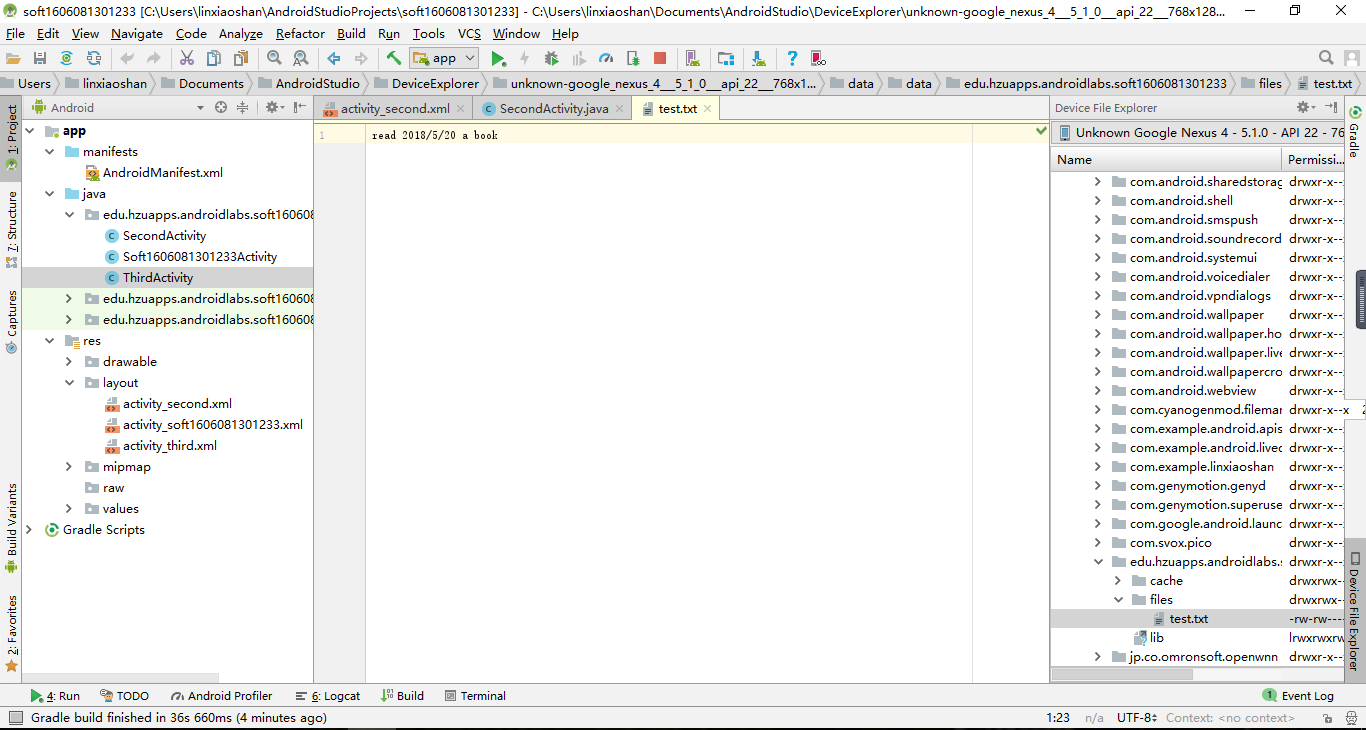 soft1606081301233 [C:\Users\linxiaoshan\AndroidStudioProjects\soft1606081301233] - C:\Users\linxiaoshan\Documents\AndroidStudio\DeviceExplorer\unknown-google_nexus_4___5_1_0___api_22___768x128...
File Edit View Navigate Code Analyze Refactor Build Run Tools VCS Window Help
app
Users linxiaoshan Documents AndroidStudio DeviceExplorer unknown-google_nexus_4___5_1_0___api_22___768x1... data data edu.hzuapps.androidlabs.soft1606081301233 files test.txt
1: Project
7: Structure
Captures
Build Variants
2: Favorites
Android
app
manifests
AndroidManifest.xml
java
edu.hzuapps.androidlabs.soft160608
SecondActivity
Soft1606081301233Activity
ThirdActivity
edu.hzuapps.androidlabs.soft160608
edu.hzuapps.androidlabs.soft160608
res
drawable
layout
activity_second.xml
activity_soft1606081301233.xml
activity_third.xml
mipmap
raw
values
Gradle Scripts
activity_second.xml SecondActivity.java test.txt
1 read 2018/5/20 a book
Device File Explorer
Unknown Google Nexus 4 - 5.1.0 - API 22 - 76
Name Permissi...
com.android.sharedstorag drwxr-x--
com.android.shell drwxr-x--
com.android.smspush drwxr-x--
com.android.soundrecord drwxr-x--
com.android.systemui drwxr-x--
com.android.voicedialer drwxr-x--
com.android.vpndialogs drwxr-x--
com.android.wallpaper drwxr-x--
com.android.wallpaper.ho drwxr-x--
com.android.wallpaper.live drwxr-x--
com.android.wallpapercro drwxr-x--
com.android.webview drwxr-x--
com.cyanogenmod.filemar drwxr-x--x 2
com.example.android.apis drwxr-x--
com.example.android.livec drwxr-x--
com.example.linxiaoshan drwxr-x--
com.genymotion.genyd drwxr-x--
com.genymotion.superuse drwxr-x--
com.google.android.launc drwxr-x--
com.svox.pico drwxr-x--
edu.hzuapps.androidlabs.s drwxr-x--
cache drwxrwx--
files drwxrwx--
test.txt -rw-rw----
lib lrwxrwxrw
jp.co.omronsoft.openwnn drwxr-x--
Gradle
Device File Explorer
4: Run TODO Android Profiler 6: Logcat Build Terminal 1 Event Log
Gradle build finished in 36s 660ms (4 minutes ago) 1:23 n/a UTF-8 Context: <no context>